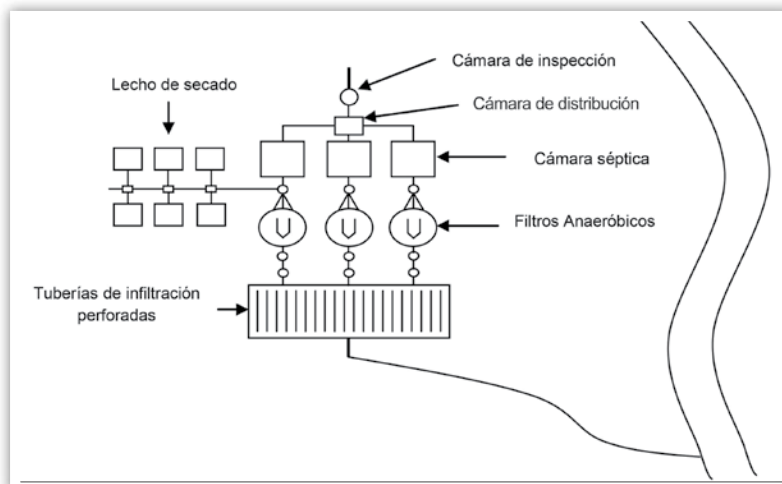 Cámara de inspección
Lecho de secado
Cámara de distribución
Cámara séptica
Filtros Anaeróbicos
Tuberías de infiltración
perforadas